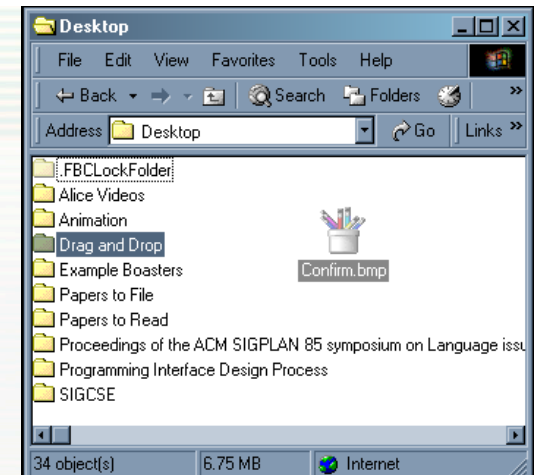 Desktop
File Edit View Favorites Tools Help
Back Search Folders »
Address Desktop Go Links »
.FBCLockFolder
Alice Videos
Animation
Drag and Drop
Confirm.bmp
Example Boasters
Papers to File
Papers to Read
Proceedings of the ACM SIGPLAN 85 symposium on Language issu
Programming Interface Design Process
SIGCSE
34 object(s) 6.75 MB Internet